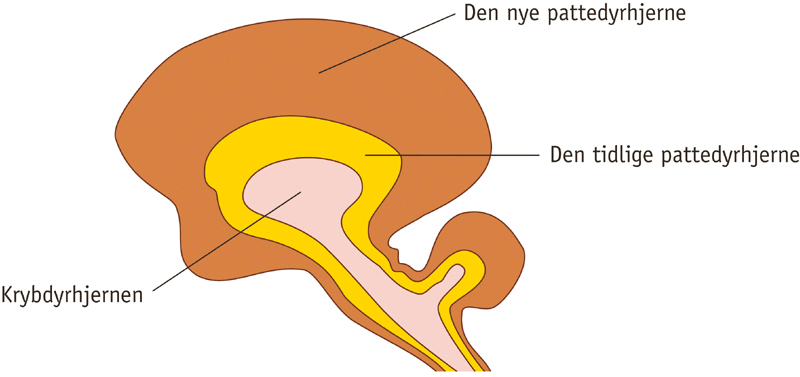 Den nye pattedyrhjerne
Den tidlige pattedyrhjerne
Krybdyrhjernen